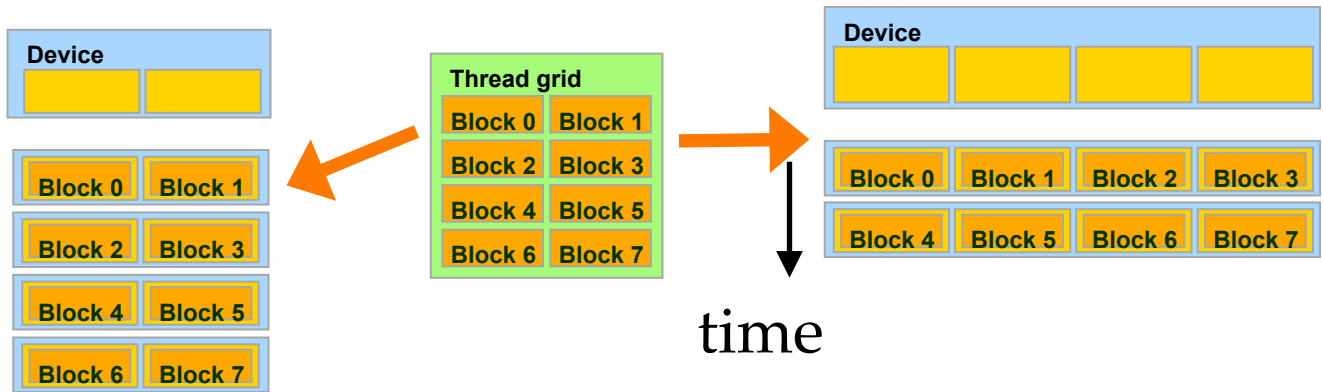 Device
Block 0 Block 1
Block 2 Block 3
Block 4 Block 5
Block 6 Block 7
Thread grid
Block 0 Block 1
Block 2 Block 3
Block 4 Block 5
Block 6 Block 7
Device
Block 0 Block 1 Block 2 Block 3
Block 4 Block 5 Block 6 Block 7
time